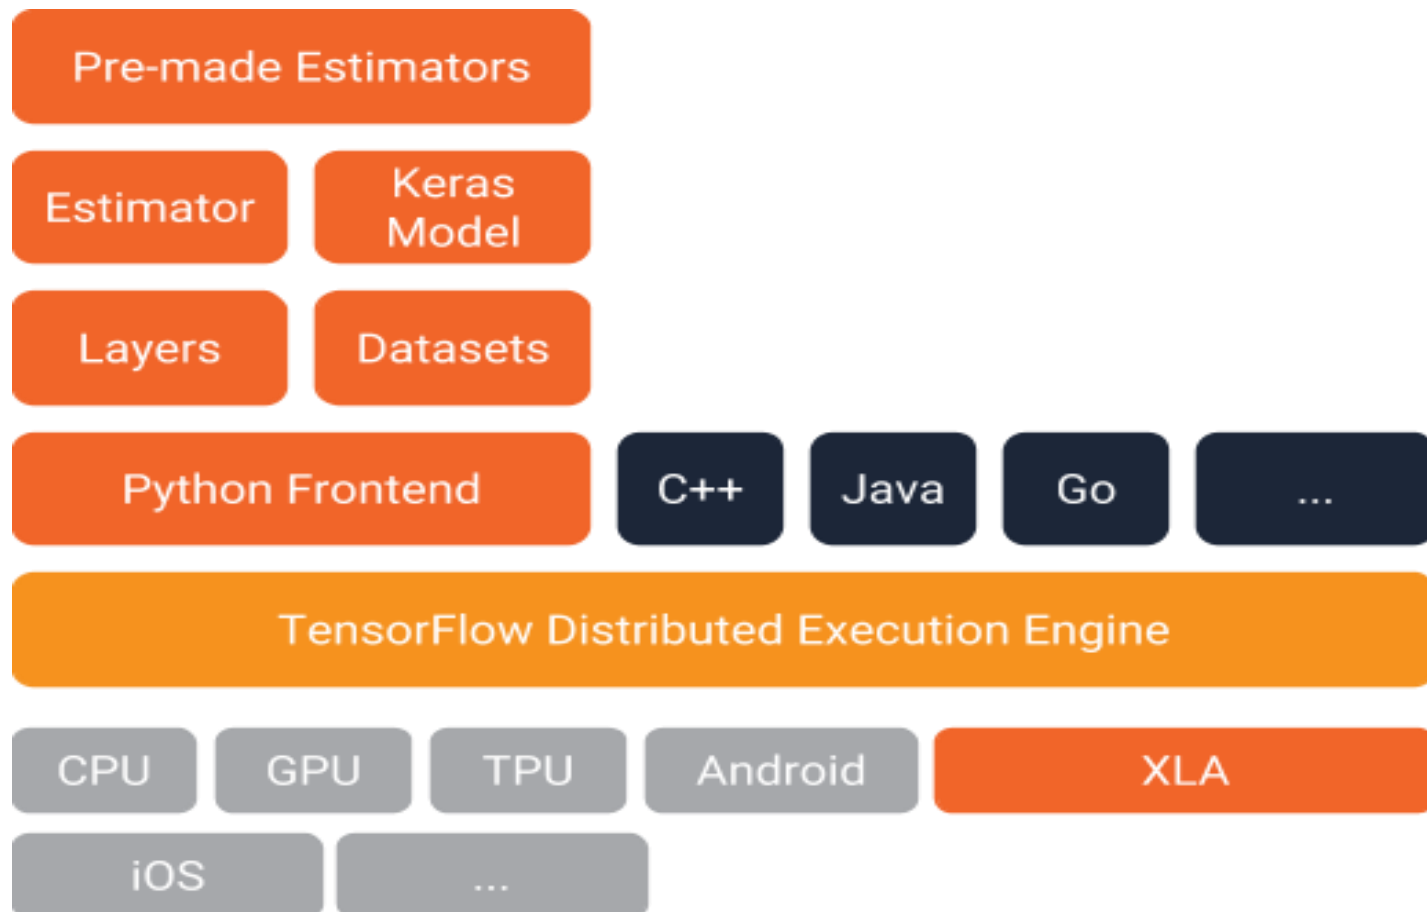 Pre-made Estimators
Estimator
Keras
Model
Layers
Datasets
Python Frontend
C++
Java
Go
...
TensorFlow Distributed Execution Engine
CPU
GPU
TPU
Android
XLA
iOS
...